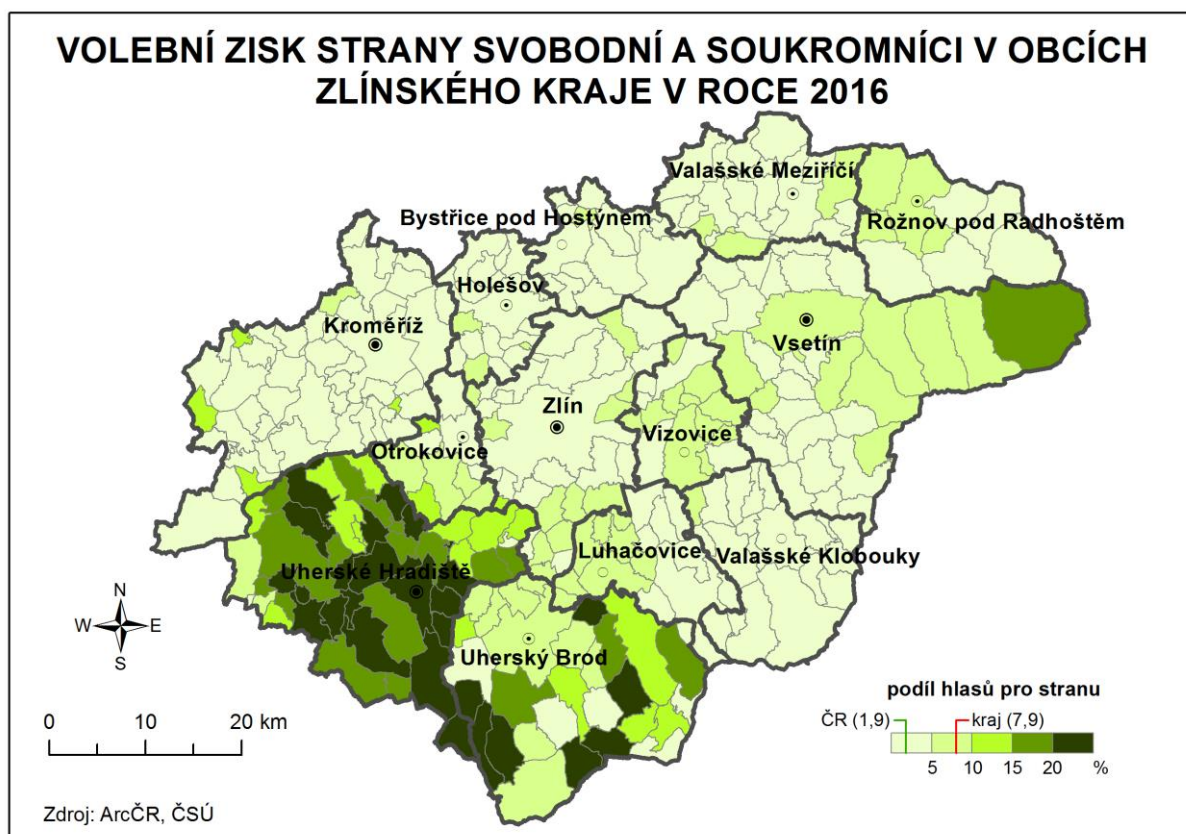 VOLEBNÍ ZISK STRANY SVOBODNÍ A SOUKROMNÍCI V OBCÍCH
ZLÍNSKÉHO KRAJE V ROCE 2016
Valašské Meziříčí
Bystřice pod Hostýnem
Rožnov pod Radhoštěm
Holešov
Kroměříž
Vsetín
Zlín
Vizovice
Otrokovice
Luhačovice
Valašské Klobouky
Uherské Hradiště
N
W E
S
Uherský Brod
podíl hlasů pro stranu
ČR (1,9) kraj (7,9)
5 10 15 20 %
0 10 20 km
Zdroj: ArcČR, ČSÚ